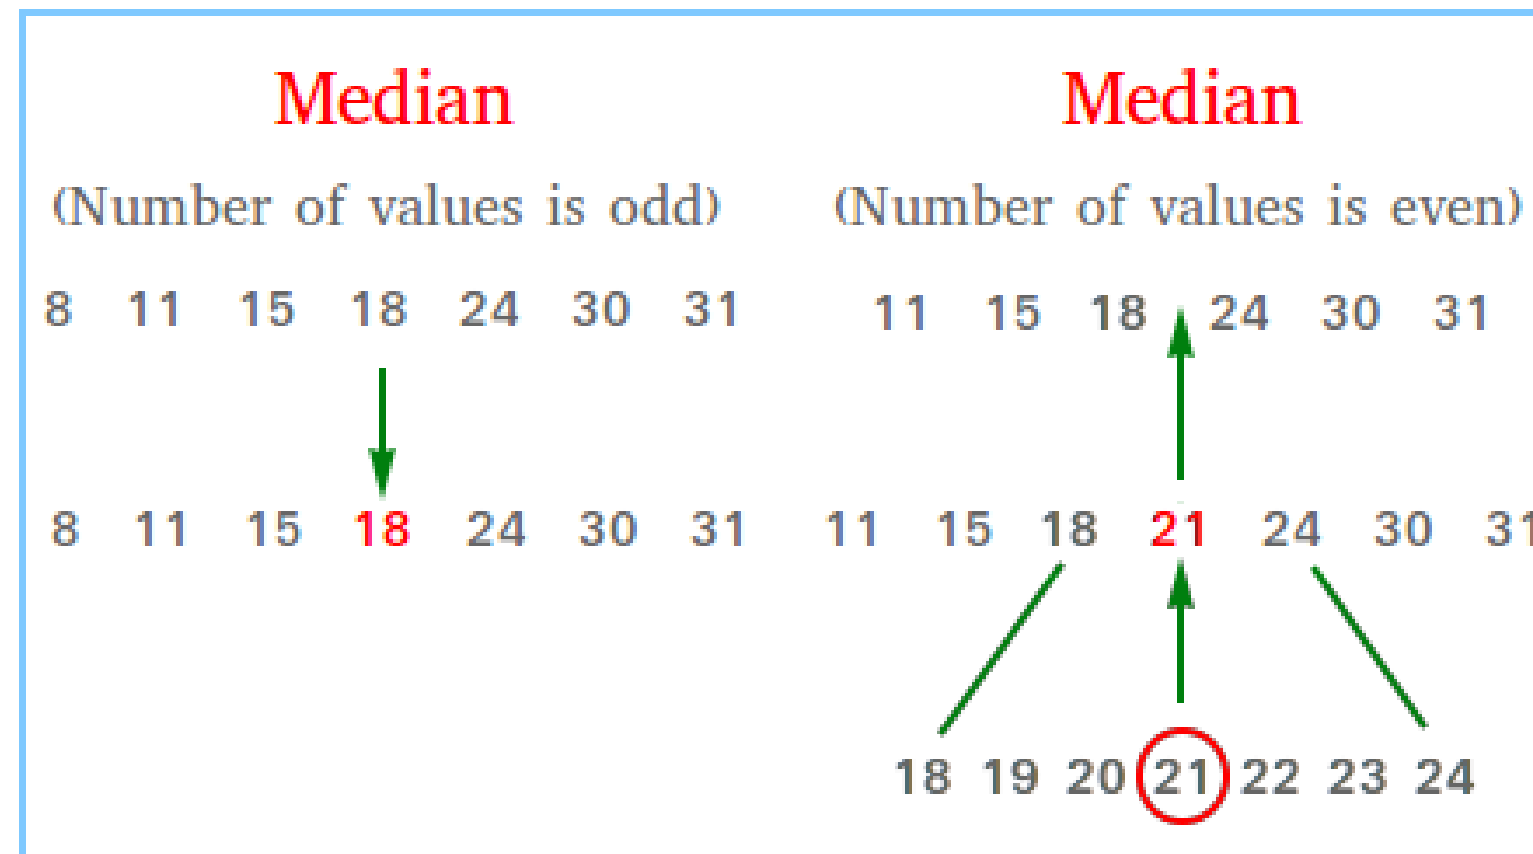 Median
(Number of values is odd)
8 11 15 18 24 30 31
8 11 15 18 24 30 31
Median
(Number of values is even)
11 15 18 24 30 31
11 15 18 21 24 30 31
18 19 20 21 22 23 24